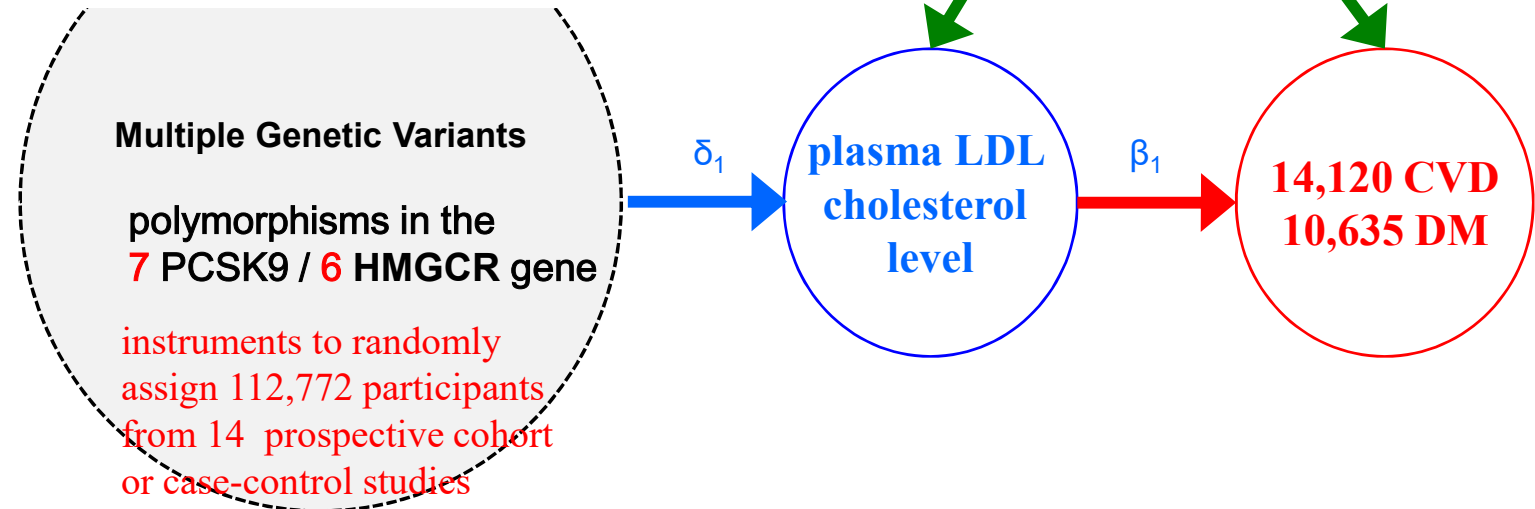 Multiple Genetic Variants
polymorphisms in the
7 PCSK9 / 6 HMGCR gene
instruments to randomly
assign 112,772 participants
from 14 prospective cohort
or case-control studies
δ₁
plasma LDL
cholesterol
level
β₁
14,120 CVD
10,635 DM